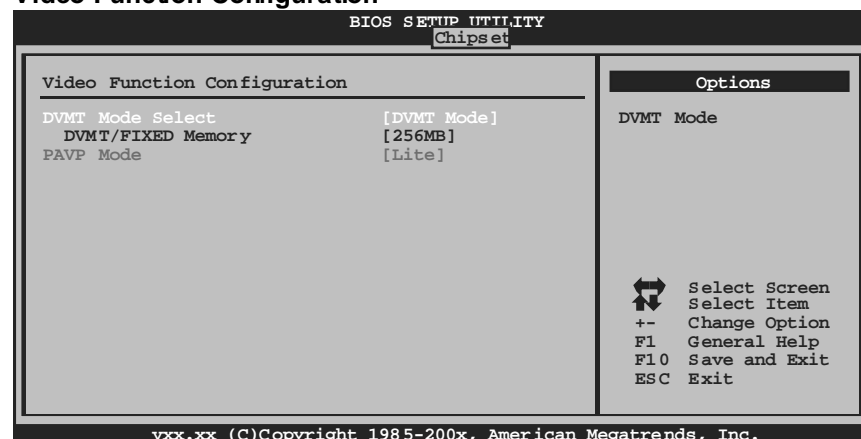 Video Function Configuration
BIOS SETUP UTILITY
Chipset
Video Function Configuration
DVMT Mode Select [DVMT Mode]
DVMT/FIXED Memory [256MB]
PAVP Mode [Lite]
Options
DVMT Mode
Select Screen
Select Item
+- Change Option
F1 General Help
F10 Save and Exit
ESC Exit
vxx.xx (C)Copyright 1985-200x, American Megatrends, Inc.